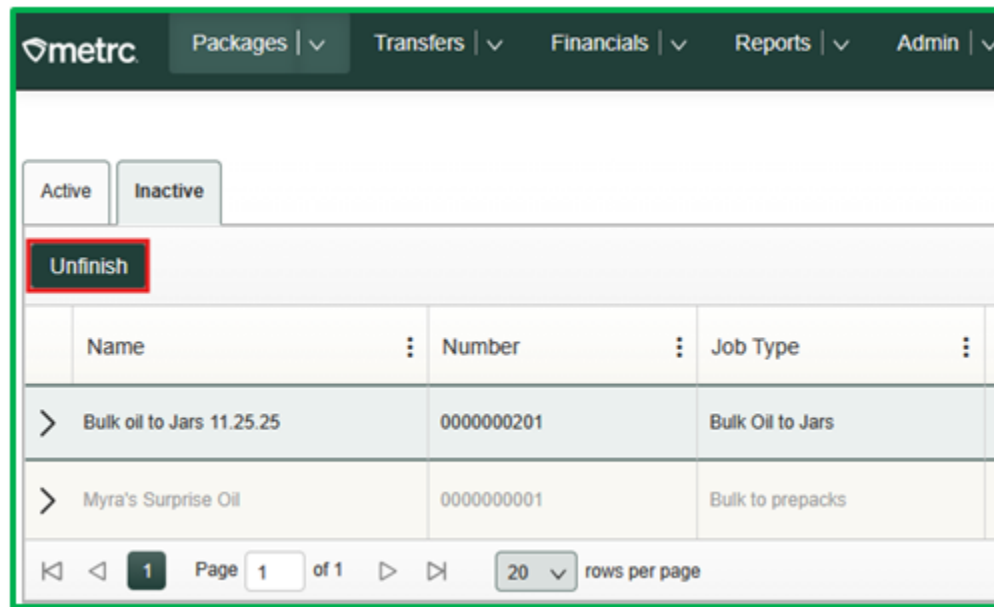 metrc Packages Transfers Financials Reports Admin
Active Inactive
Unfinish
Name Number Job Type
Bulk oil to Jars 11.25.25 0000000201 Bulk Oil to Jars
Myra's Surprise Oil 0000000001 Bulk to prepacks
1 Page 1 of 1 20 rows per page